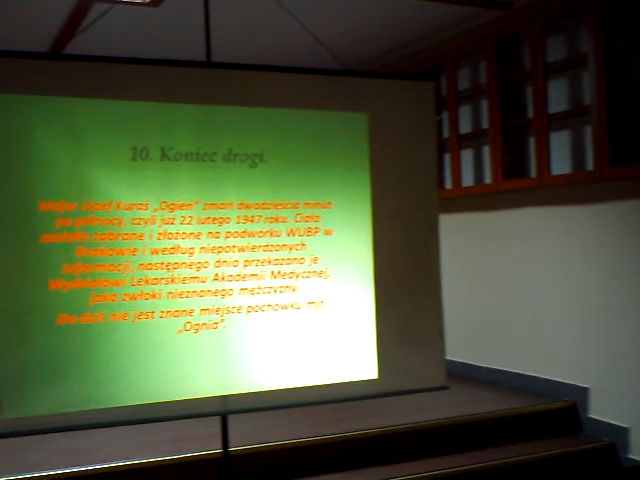 10. Koniec drogi.
Major Józef Kuraś „Ogień” zmarł dwadzieścia minut
po północy, czyli już 22 lutego 1947 roku. Ciało
zostało zabrane i złożone na podwórku WUBP w
Krakowie i według niepotwierdzonych
informacji, następnego dnia przekazano je
Wydziałowi Lekarskiemu Akademii Medycznej,
jako zwłoki nieznanego mężczyzny.
Do dziś nie jest znane miejsce pochówku mjr
„Ognia”.